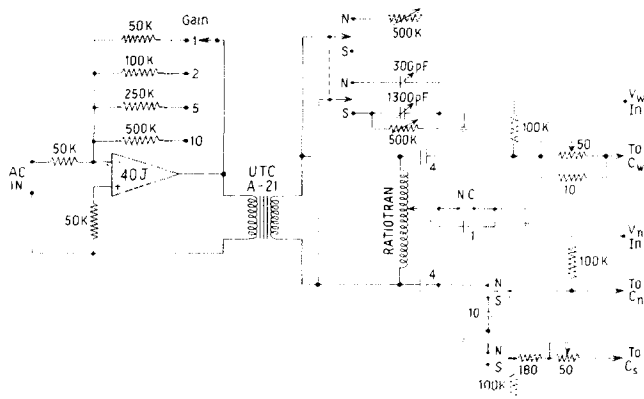 Gain
50K
1
100K
2
250K
5
500K
10
50K
AC
IN
40J
50K
UTC
A-21
N
500K
S
N
300pF
1300pF
S
500K
4
RATIOTRAN
NC
1
4
100K
50
10
V_W
In
To
C_W
V_n
In
100K
To
C_n
N
S
10
N
S
180
50
To
C_s
100K